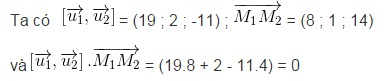 Ta có [u₁, u₂] = (19 ; 2 ; -11) ; M₁M₂ = (8 ; 1 ; 14)
và [u₁, u₂] .M₁M₂ = (19.8 + 2 - 11.4) = 0